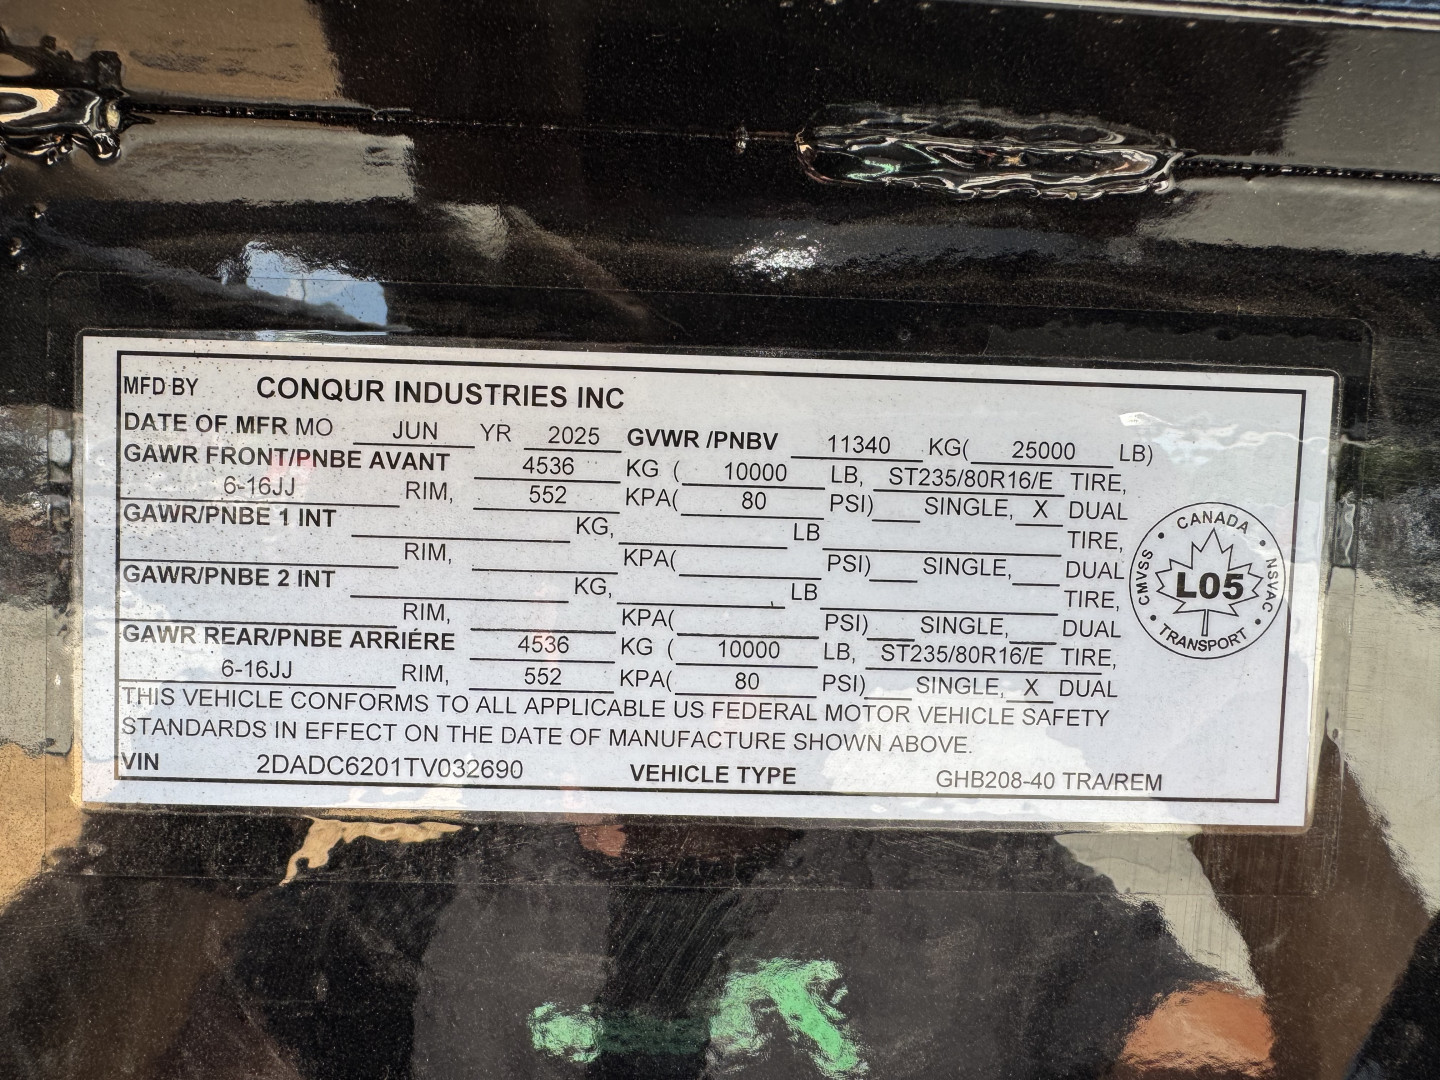 MFD BY CONQUR INDUSTRIES INC
DATE OF MFR MO JUN YR 2025 GVWR /PNBV 11340 KG( 25000 LB)
GAWR FRONT/PNBE AVANT 4536 KG ( 10000 LB, ST235/80R16/E TIRE,
6-16JJ RIM, 552 KPA( 80 PSI) SINGLE, X DUAL
GAWR/PNBE 1 INT KG, LB TIRE,
RIM, KPA( PSI) SINGLE, DUAL
GAWR/PNBE 2 INT KG, LB TIRE,
RIM, KPA( PSI) SINGLE, DUAL
GAWR REAR/PNBE ARRIÉRE 4536 KG ( 10000 LB, ST235/80R16/E TIRE,
6-16JJ RIM, 552 KPA( 80 PSI) SINGLE, X DUAL
THIS VEHICLE CONFORMS TO ALL APPLICABLE US FEDERAL MOTOR VEHICLE SAFETY
STANDARDS IN EFFECT ON THE DATE OF MANUFACTURE SHOWN ABOVE.
VIN 2DADC6201TV032690 VEHICLE TYPE GHB208-40 TRA/REM
CANADA
CMVSS • L05 • NSVAC
TRANSPORT